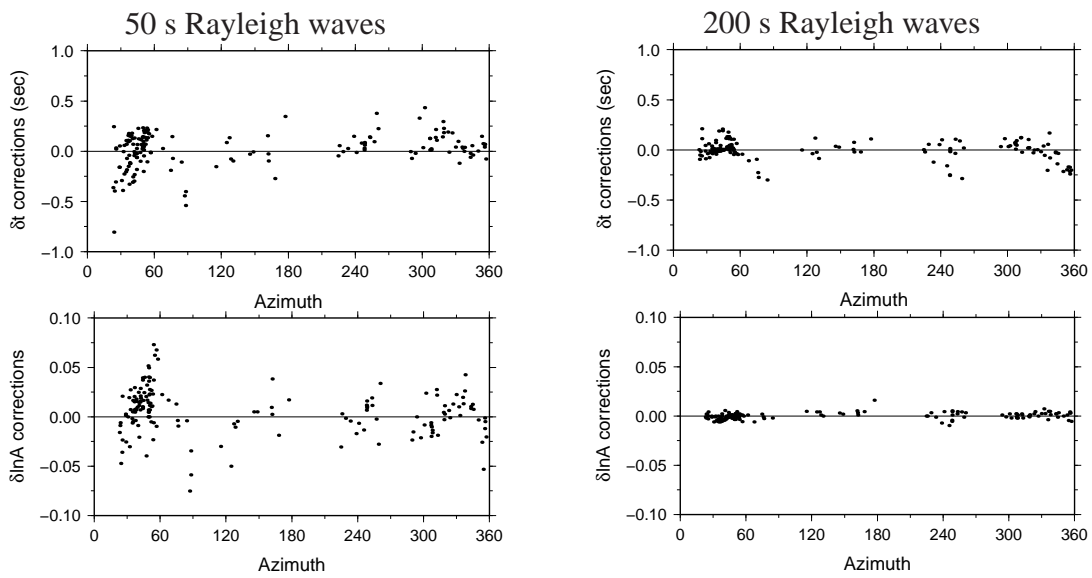 50 s Rayleigh waves
200 s Rayleigh waves
δt corrections (sec)
1.0
0.5
0.0
−0.5
−1.0
0 60 120 180 240 300 360
Azimuth
δt corrections (sec)
1.0
0.5
0.0
−0.5
−1.0
0 60 120 180 240 300 360
Azimuth
δlnA corrections
0.10
0.05
0.00
−0.05
−0.10
0 60 120 180 240 300 360
Azimuth
δlnA corrections
0.10
0.05
0.00
−0.05
−0.10
0 60 120 180 240 300 360
Azimuth